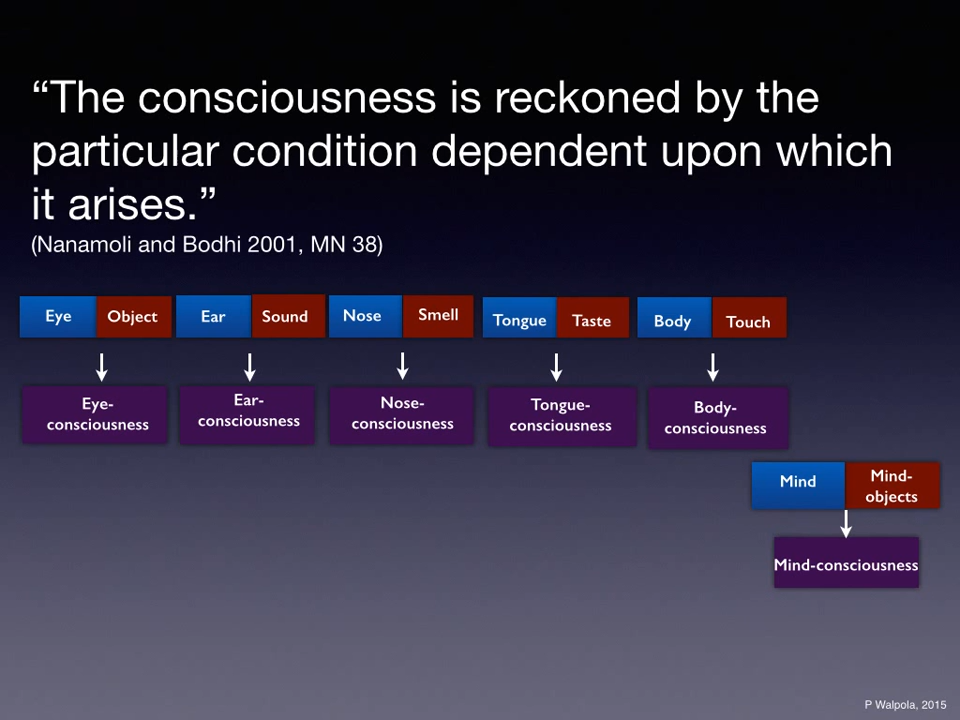 “The consciousness is reckoned by the
particular condition dependent upon which
it arises.”
(Nanamoli and Bodhi 2001, MN 38)
Eye Object Ear Sound Nose Smell Tongue Taste Body Touch
Eye-
consciousness
Ear-
consciousness
Nose-
consciousness
Tongue-
consciousness
Body-
consciousness
Mind
Mind-
objects
Mind-consciousness
P Walpola, 2015